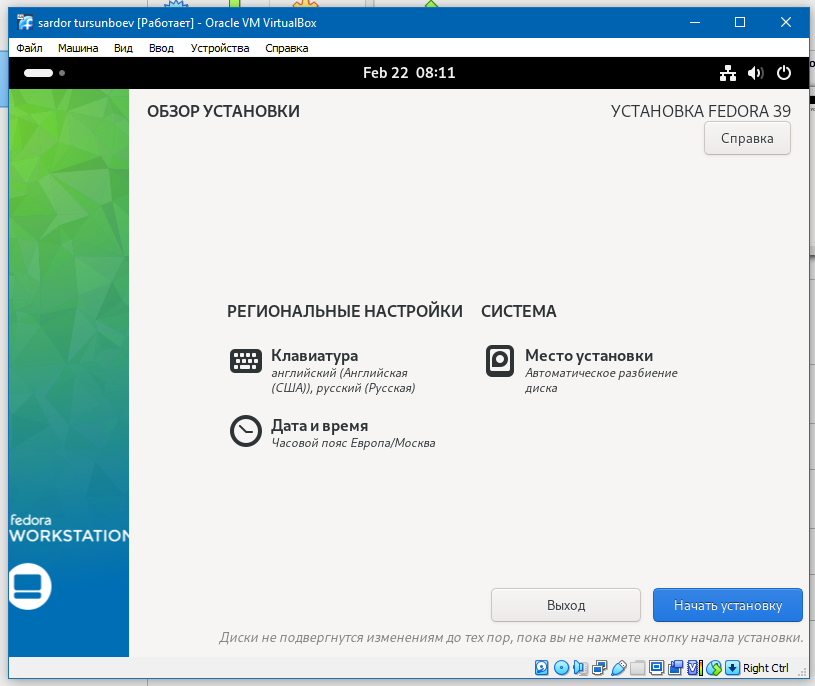 sardor tursunboev [Работает] - Oracle VM VirtualBox
Файл Машина Вид Ввод Устройства Справка
Feb 22 08:11
ОБЗОР УСТАНОВКИ
УСТАНОВКА FEDORA 39
Справка
РЕГИОНАЛЬНЫЕ НАСТРОЙКИ
Клавиатура
английский (Английская
(США)), русский (Русская)
Дата и время
Часовой пояс Европа/Москва
СИСТЕМА
Место установки
Автоматическое разбиение
диска
fedora
WORKSTATION
Выход
Начать установку
Диски не подвергнутся изменениям до тех пор, пока вы не нажмете кнопку начала установки.
Right Ctrl